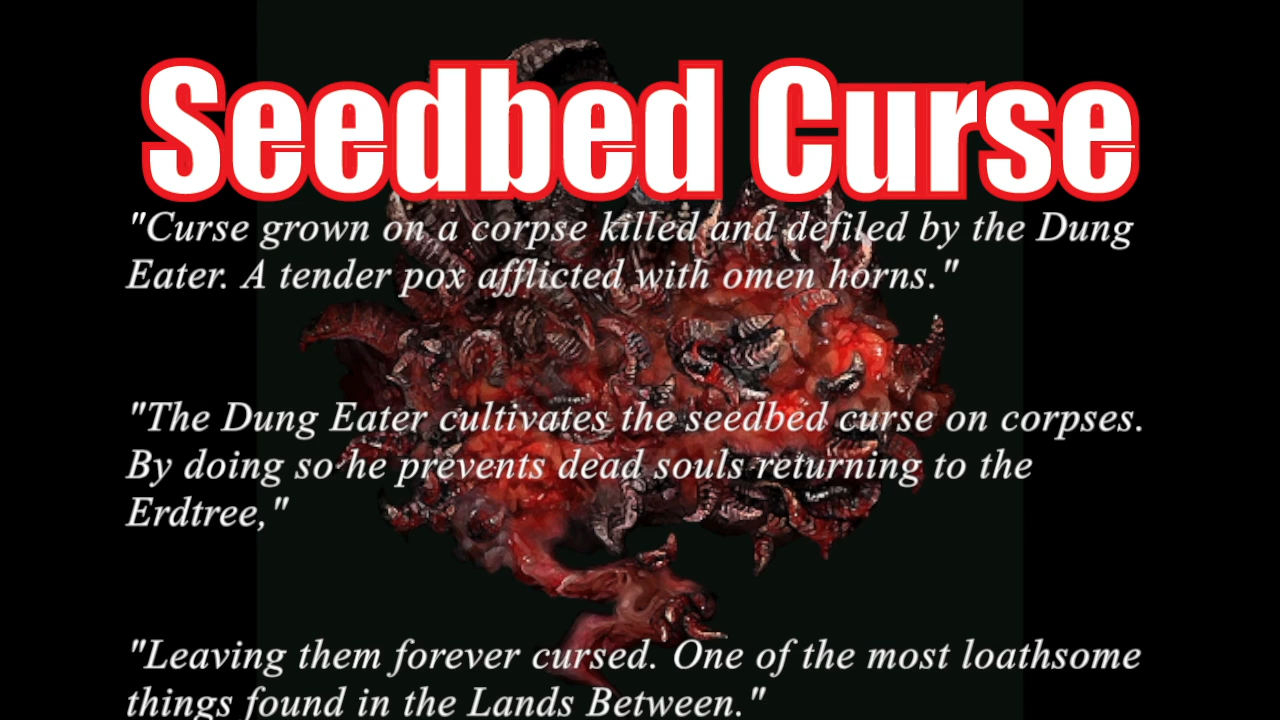 Seedbed Curse
"Curse grown on a corpse killed and defiled by the Dung
Eater. A tender pox afflicted with omen horns."
"The Dung Eater cultivates the seedbed curse on corpses.
By doing so he prevents dead souls returning to the
Erdtree,"
"Leaving them forever cursed. One of the most loathsome
things found in the Lands Between."